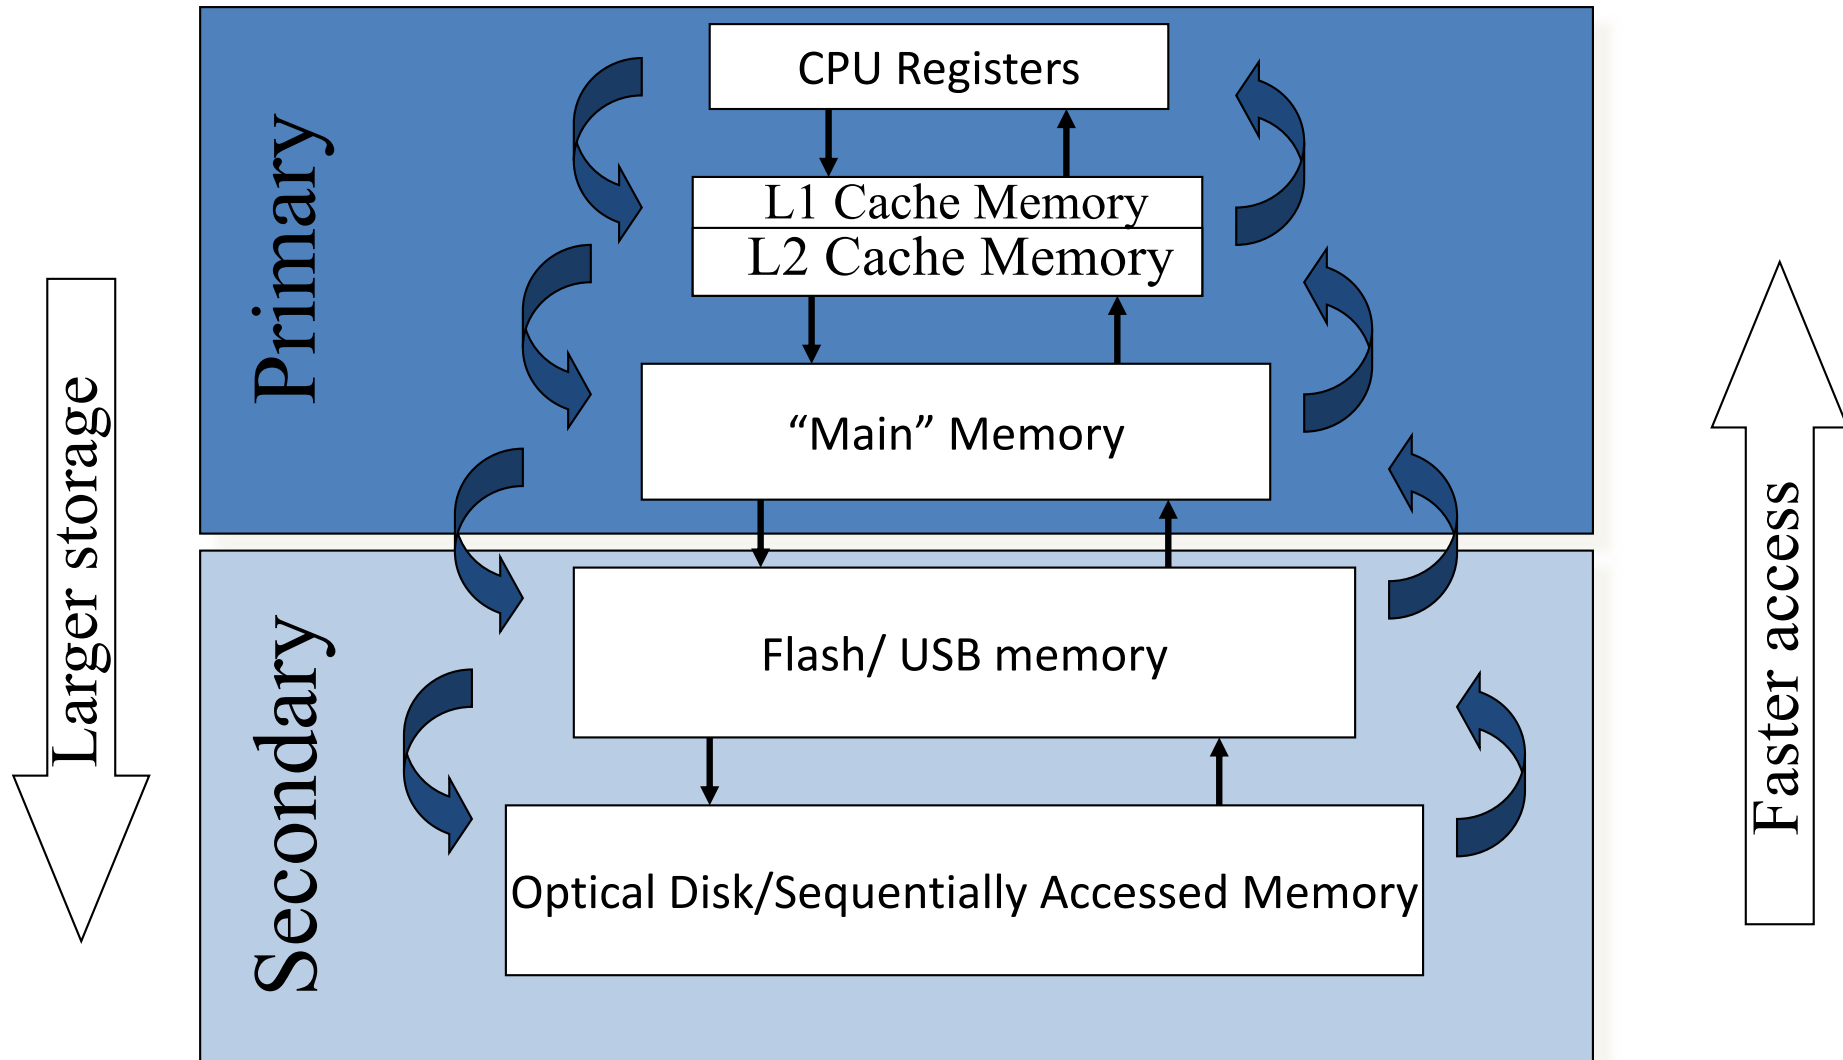 Primary
CPU Registers
L1 Cache Memory
L2 Cache Memory
“Main” Memory
Secondary
Flash/ USB memory
Optical Disk/Sequentially Accessed Memory
Larger storage
Faster access